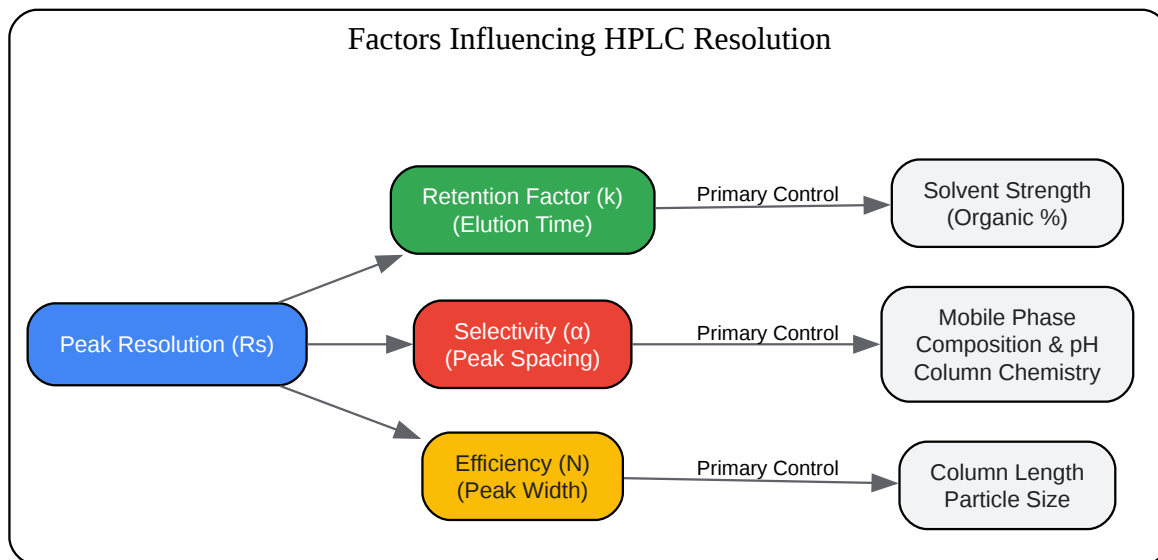 Factors Influencing HPLC Resolution
Retention Factor (k)
(Elution Time)
Primary Control
Solvent Strength
(Organic %)
Peak Resolution (Rs)
Selectivity (α)
(Peak Spacing)
Primary Control
Mobile Phase
Composition & pH
Column Chemistry
Efficiency (N)
(Peak Width)
Primary Control
Column Length
Particle Size